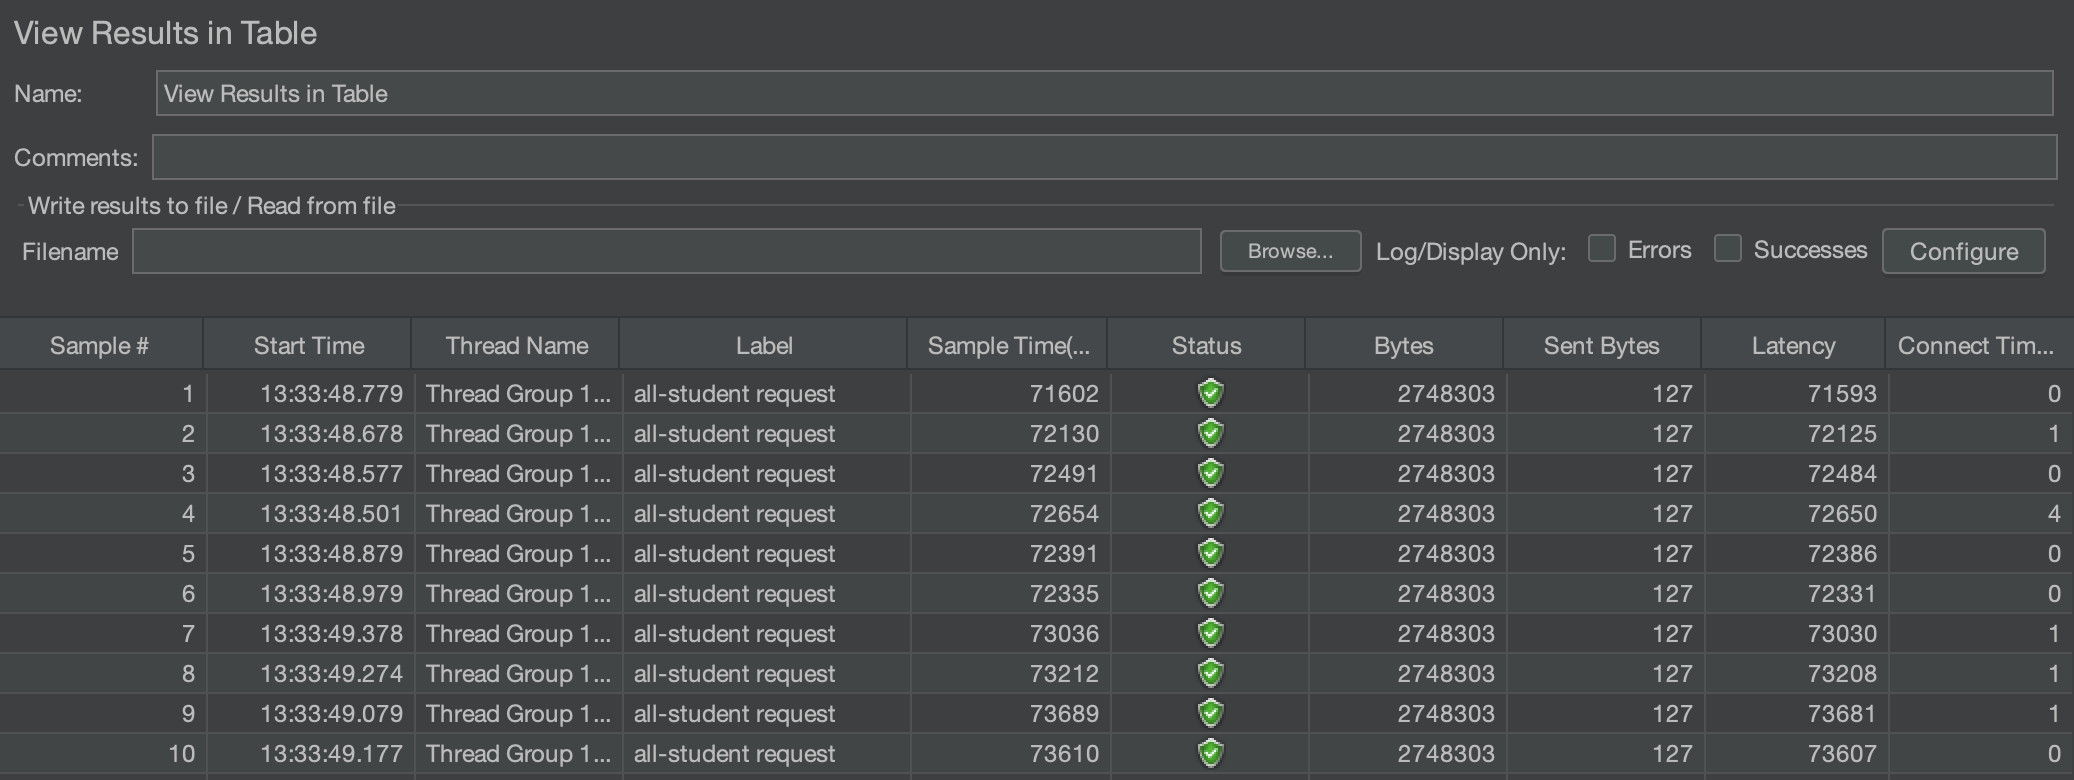 View Results in Table
Name: View Results in Table
Comments:
Write results to file / Read from file
Filename Browse... Log/Display Only: Errors Successes Configure
Sample # Start Time Thread Name Label Sample Time(... Status Bytes Sent Bytes Latency Connect Tim...
1 13:33:48.779 Thread Group 1... all-student request 71602 2748303 127 71593 0
2 13:33:48.678 Thread Group 1... all-student request 72130 2748303 127 72125 1
3 13:33:48.577 Thread Group 1... all-student request 72491 2748303 127 72484 0
4 13:33:48.501 Thread Group 1... all-student request 72654 2748303 127 72650 4
5 13:33:48.879 Thread Group 1... all-student request 72391 2748303 127 72386 0
6 13:33:48.979 Thread Group 1... all-student request 72335 2748303 127 72331 0
7 13:33:49.378 Thread Group 1... all-student request 73036 2748303 127 73030 1
8 13:33:49.274 Thread Group 1... all-student request 73212 2748303 127 73208 1
9 13:33:49.079 Thread Group 1... all-student request 73689 2748303 127 73681 1
10 13:33:49.177 Thread Group 1... all-student request 73610 2748303 127 73607 0